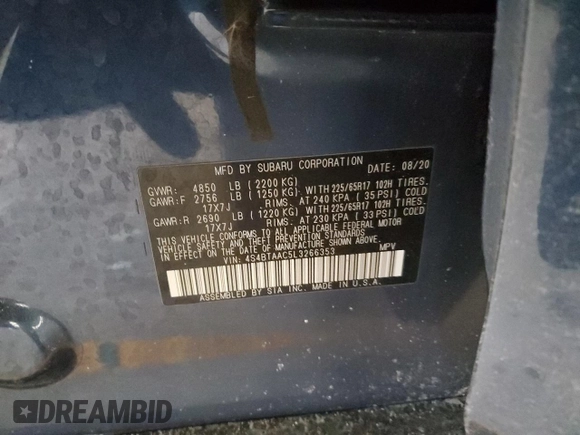 MFD BY SUBARU CORPORATION DATE: 08/20
GVWR: 4850 LB (2200 KG)
GAWR:F 2756 LB (1250 KG) WITH 225/65R17 102H TIRES.
17X7J RIMS. AT 240 KPA (35 PSI) COLD
GAWR:R 2690 LB (1220 KG) WITH 225/65R17 102H TIRES.
17X7J RIMS. AT 230 KPA (33 PSI) COLD
THIS VEHICLE CONFORMS TO ALL APPLICABLE FEDERAL MOTOR
VEHICLE SAFETY AND THEFT PREVENTION STANDARDS
IN EFFECT ON THE DATE OF MANUFACTURE SHOWN ABOVE.
VIN: 4S4BTAAC5L3266353 MPV
ASSEMBLED BY SIA INC. MADE IN U.S.A.
DREAMBID